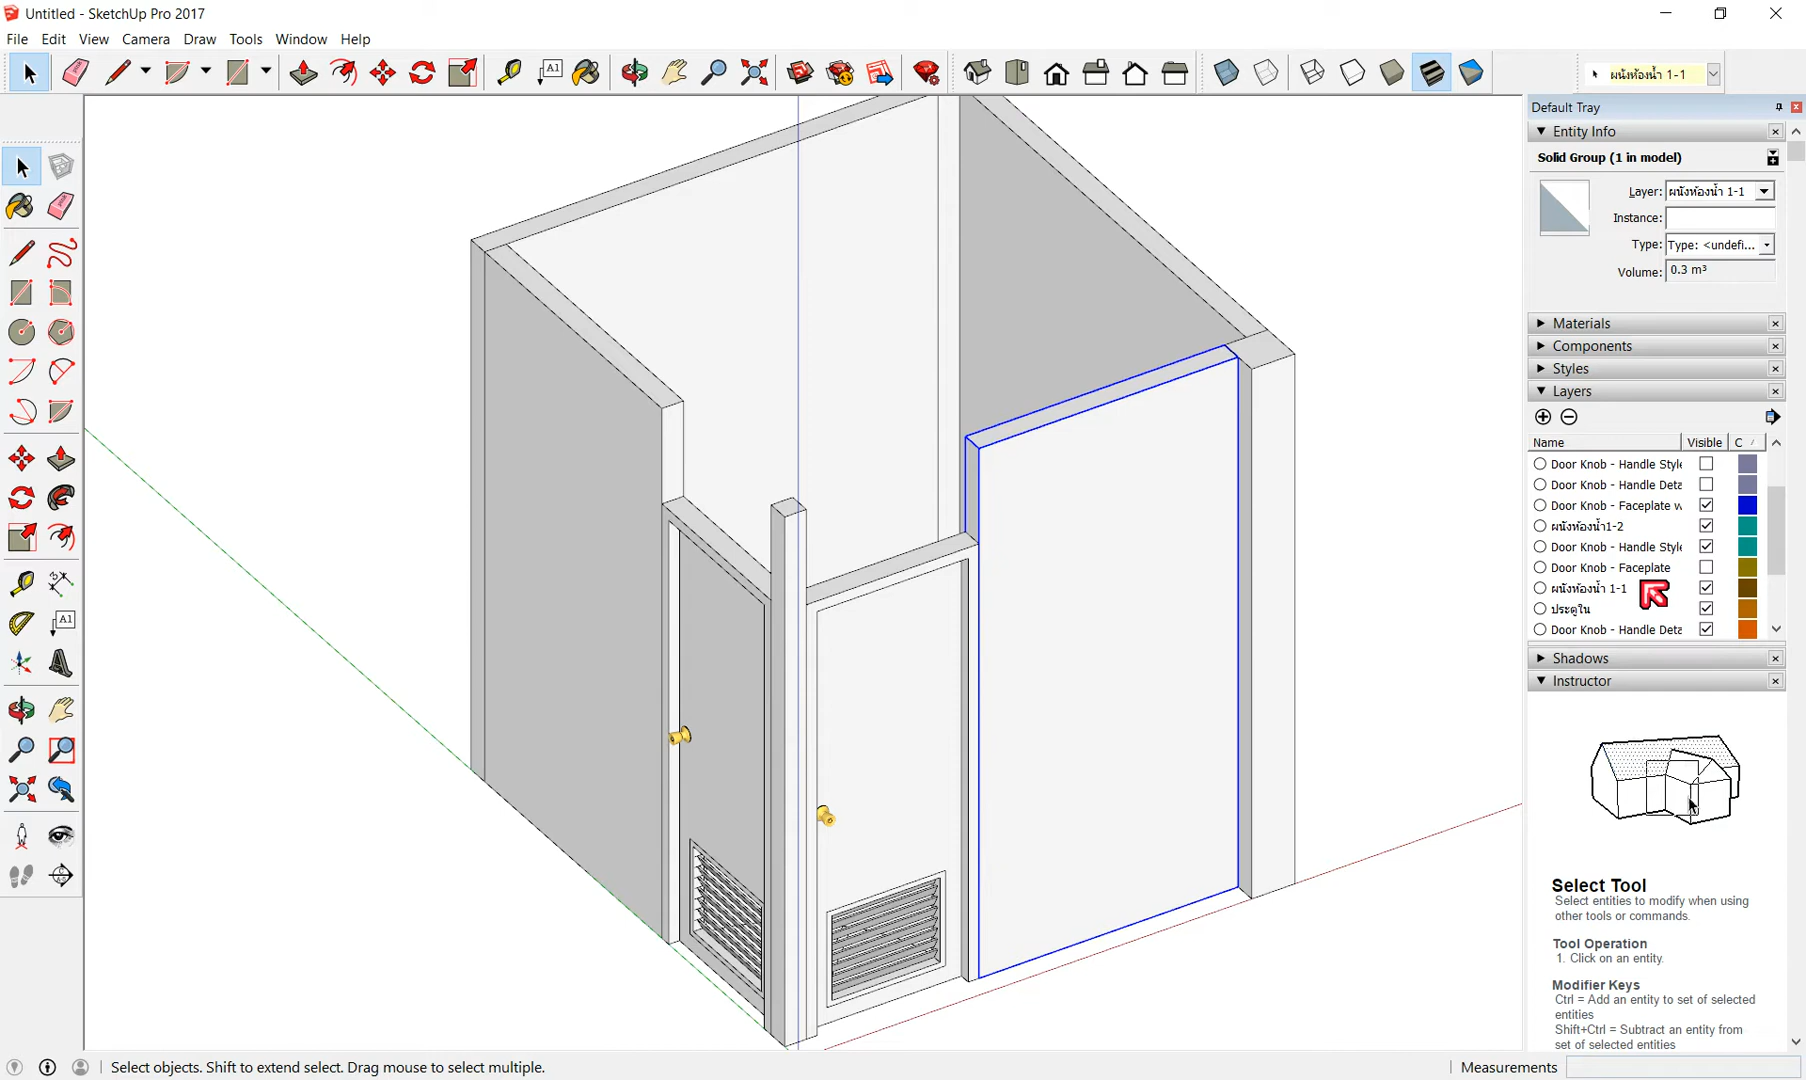 Untitled - SketchUp Pro 2017
File Edit View Camera Draw Tools Window Help
A1
ผนังห้องน้ำ 1-1
Default Tray
Entity Info
Solid Group (1 in model)
Layer: ผนังห้องน้ำ 1-1
Instance:
Type: Type: <undefi...
Volume: 0.3 m³
Materials
Components
Styles
Layers
Name Visible C
Door Knob - Handle Style
Door Knob - Handle Deta
Door Knob - Faceplate w
ผนังห้องน้ำ1-2
Door Knob - Handle Style
Door Knob - Faceplate
ผนังห้องน้ำ 1-1
ประตูใน
Door Knob - Handle Deta
Shadows
Instructor
Select Tool
Select entities to modify when using
other tools or commands.
Tool Operation
1. Click on an entity.
Modifier Keys
Ctrl = Add an entity to set of selected
entities
Shift+Ctrl = Subtract an entity from
set of selected entities
A1
Select objects. Shift to extend select. Drag mouse to select multiple.
Measurements